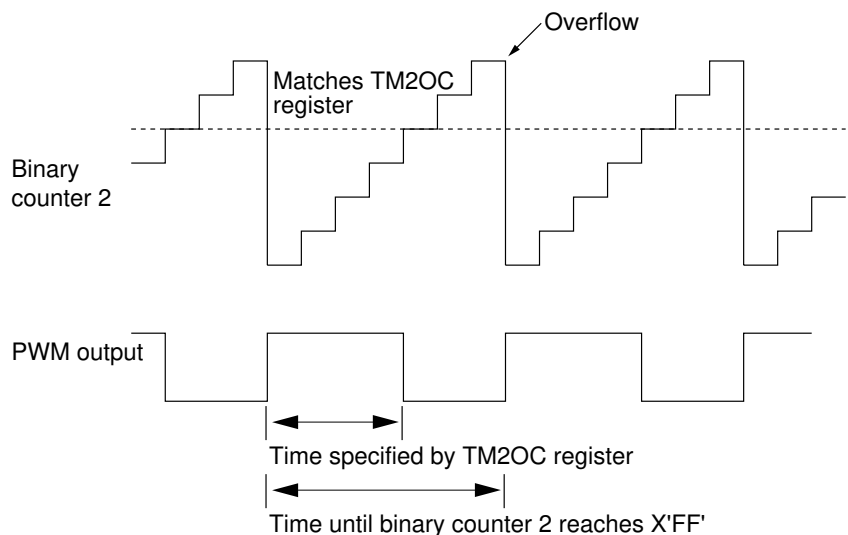 Overflow
Matches TM2OC
register
Binary
counter 2
PWM output
Time specified by TM2OC register
Time until binary counter 2 reaches X'FF'